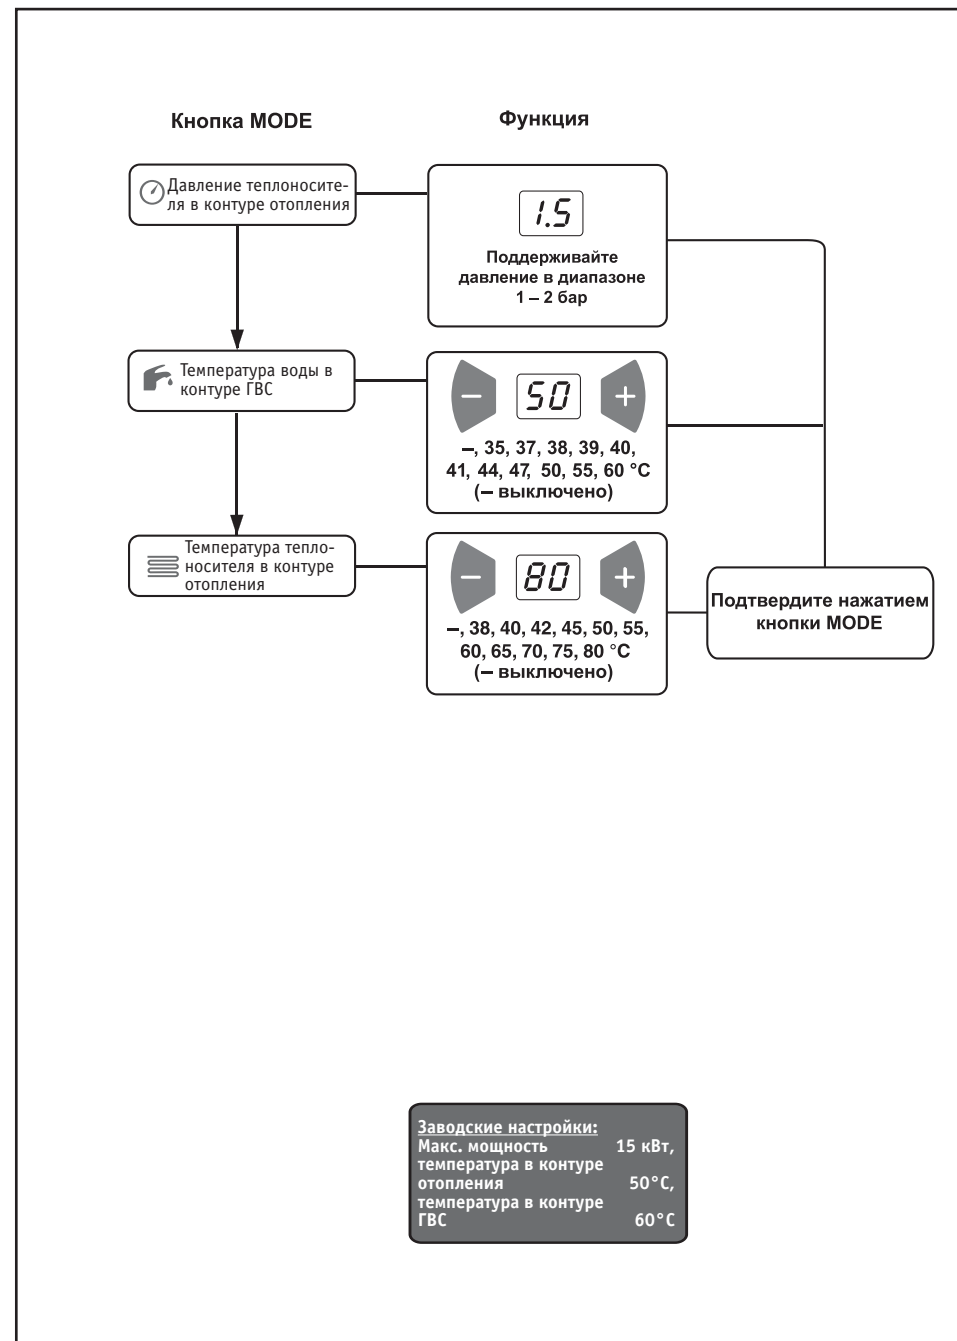 Кнопка MODE
Функция
Давление теплоносите-
ля в контуре отопления
1.5
Поддерживайте
давление в диапазоне
1 – 2 бар
Температура воды в
контуре ГВС
– 50 +
–, 35, 37, 38, 39, 40,
41, 44, 47, 50, 55, 60 °C
(– выключено)
Температура тепло-
носителя в контуре
отопления
– 80 +
–, 38, 40, 42, 45, 50, 55,
60, 65, 70, 75, 80 °C
(– выключено)
Подтвердите нажатием
кнопки MODE
Заводские настройки:
Макс. мощность 15 кВт,
температура в контуре
отопления 50°C,
температура в контуре
ГВС 60°C